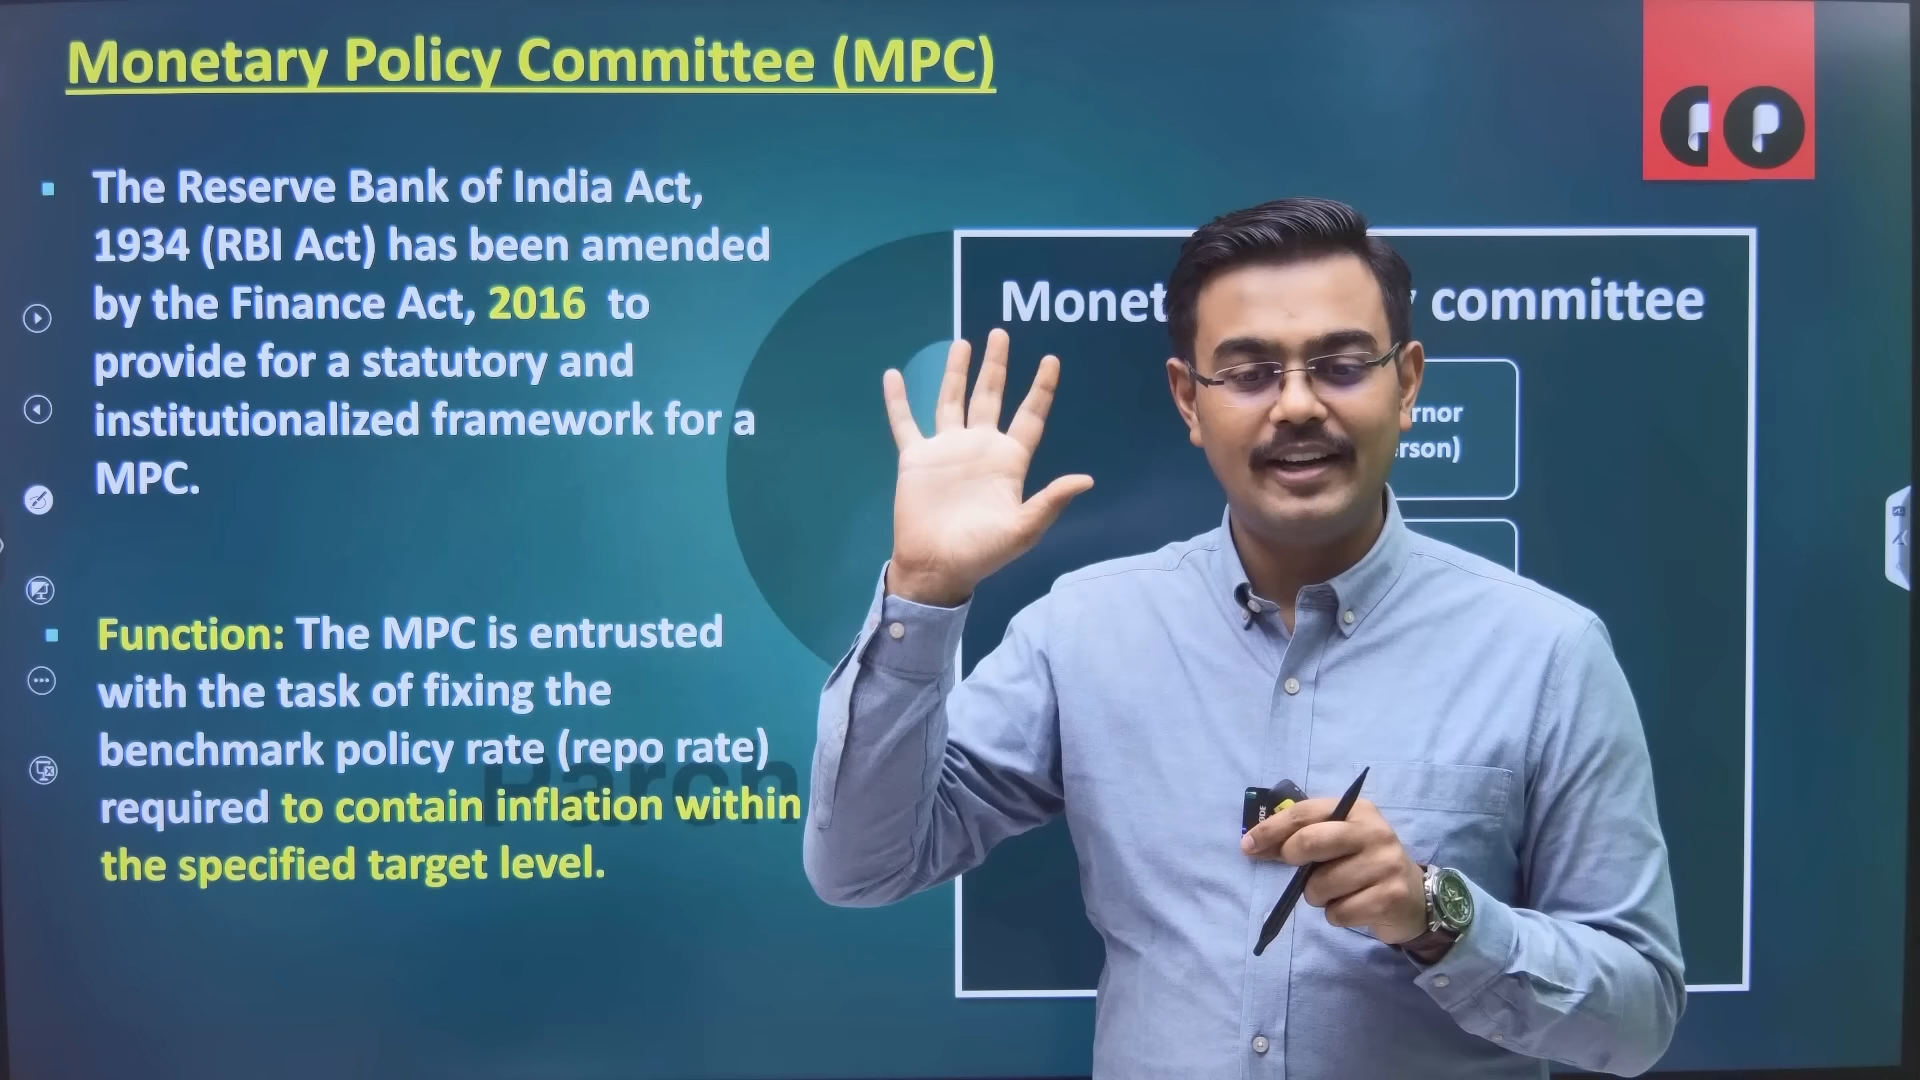 Monetary Policy Committee (MPC)
The Reserve Bank of India Act,
1934 (RBI Act) has been amended
by the Finance Act, 2016 to
provide for a statutory and
institutionalized framework for a
MPC.
Function: The MPC is entrusted
with the task of fixing the
benchmark policy rate (repo rate)
required to contain inflation within
the specified target level.
committee